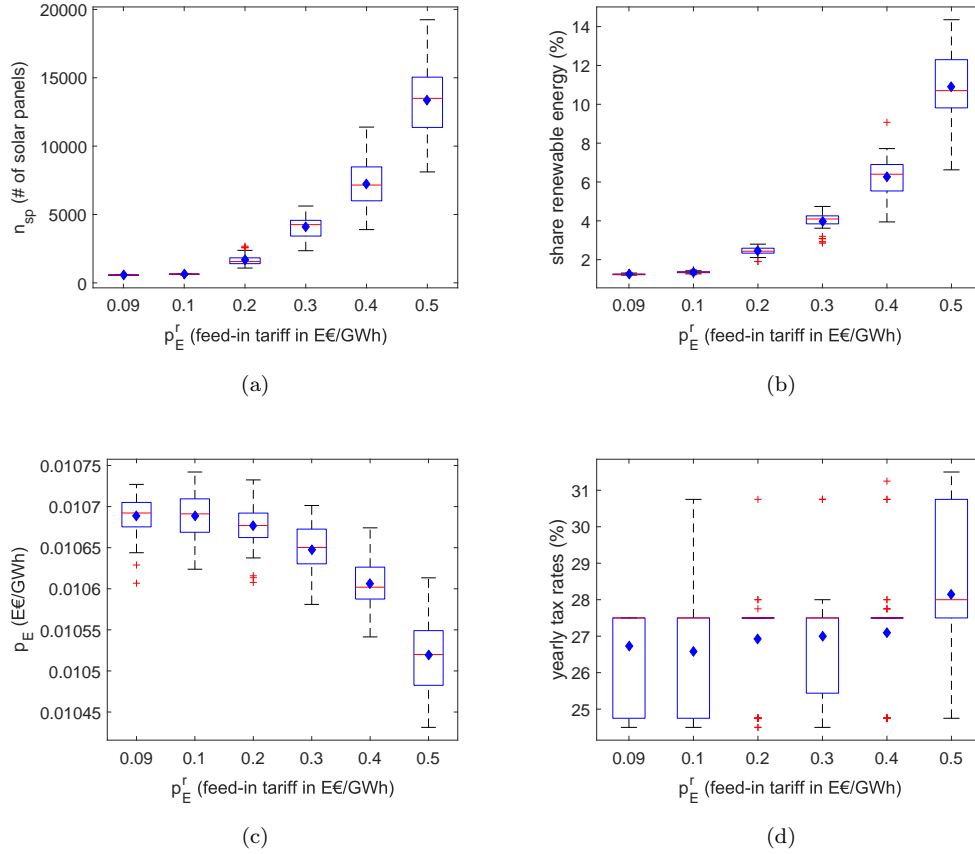 20000
15000
10000
5000
0
n_sp (# of solar panels)
0.09 0.1 0.2 0.3 0.4 0.5
p_E^r (feed-in tariff in E€/GWh)
(a)
14
12
10
8
6
4
2
share renewable energy (%)
0.09 0.1 0.2 0.3 0.4 0.5
p_E^r (feed-in tariff in E€/GWh)
(b)
0.01075
0.0107
0.01065
0.0106
0.01055
0.0105
0.01045
p_E (E€/GWh)
0.09 0.1 0.2 0.3 0.4 0.5
p_E^r (feed-in tariff in E€/GWh)
(c)
31
30
29
28
27
26
25
yearly tax rates (%)
0.09 0.1 0.2 0.3 0.4 0.5
p_E^r (feed-in tariff in E€/GWh)
(d)